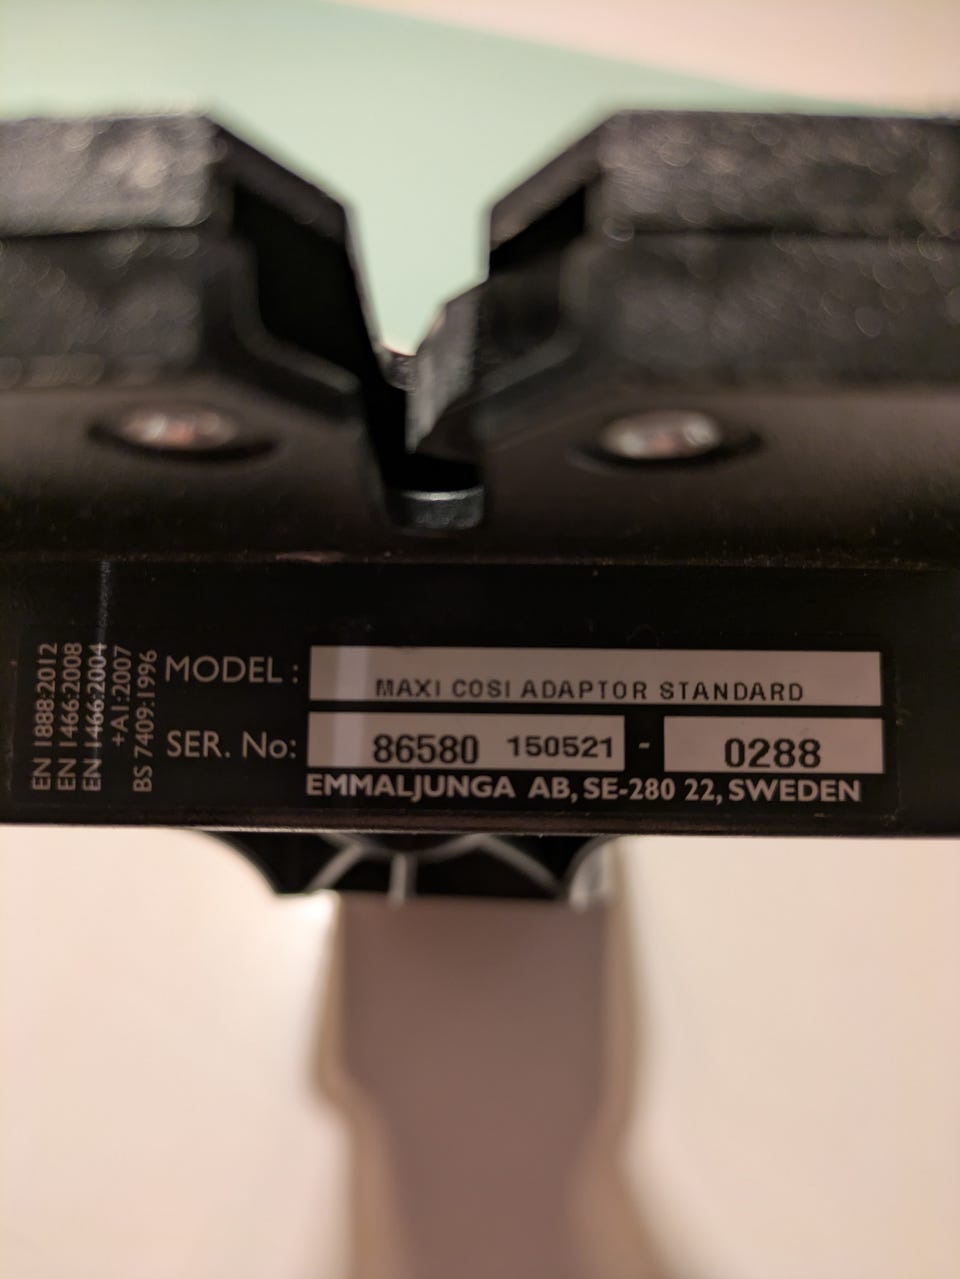 EN 1888:2012
EN 1466:2008
EN 1466:2004
+A1:2007
BS 7409:1996
MODEL : MAXI COSI ADAPTOR STANDARD
SER. No: 86580 150521 - 0288
EMMALJUNGA AB, SE-280 22, SWEDEN